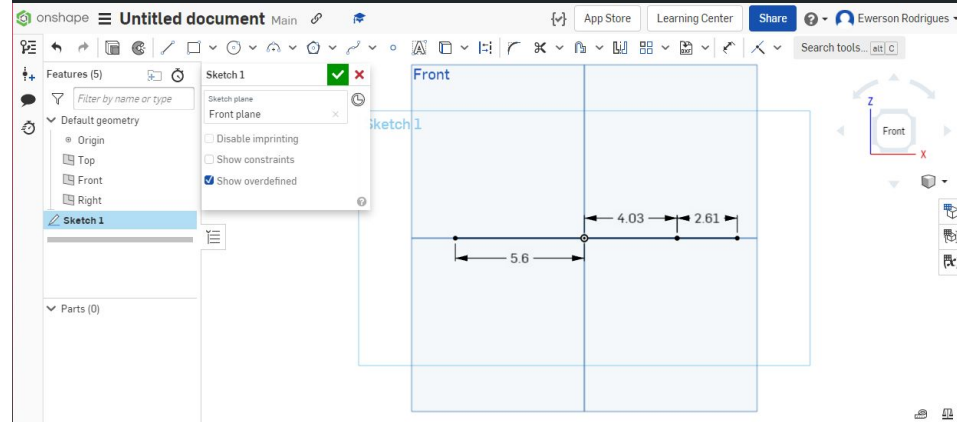 onshape Untitled document Main App Store Learning Center Share Ewerson Rodrigues
Search tools... alt C
Features (5)
Filter by name or type
Default geometry
Origin
Top
Front
Right
Sketch 1
Parts (0)
Sketch 1
Sketch plane
Front plane
Disable imprinting
Show constraints
Show overdefined
Front
Sketch 1
4.03 2.61
5.6
Z
Front
X